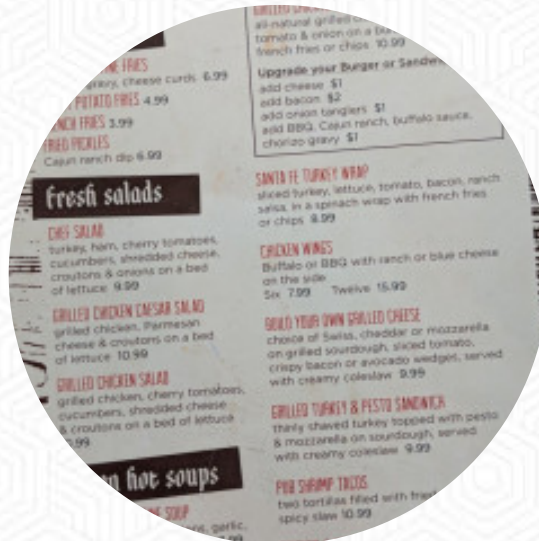 FRIES
gravy, cheese curds 6.99
POTATO FRIES 4.99
FRENCH FRIES 3.99
FRIED PICKLES
Cajun ranch dip 6.99
fresh salads
CHEF SALAD
turkey, ham, cherry tomatoes,
cucumbers, shredded cheese,
croutons & onions on a bed
of lettuce 9.99
GRILLED CHICKEN CAESAR SALAD
grilled chicken, Parmesan
cheese & croutons on a bed
of lettuce 10.99
GRILLED CHICKEN SALAD
grilled chicken, cherry tomatoes,
cucumbers, shredded cheese
& croutons on a bed of lettuce
.99
hot soups
SOUP
garlic,
GRILLED
all-natural grilled
tomato & onion on a
french fries or chips 10.99
Upgrade your Burger or
add cheese $1
add bacon $2
add onion tanglers $1
add BBQ, Cajun ranch, buffalo sauce,
chorizo gravy $1
SANTA FE TURKEY WRAP
sliced turkey, lettuce, tomato, bacon, ranch
salsa, in a spinach wrap with french fries
or chips 8.99
CHICKEN WINGS
Buffalo or BBQ with ranch or blue cheese
on the side
Six 7.99 Twelve 15.99
BUILD YOUR OWN GRILLED CHEESE
choice of Swiss, cheddar or mozzarella
on grilled sourdough, sliced tomato,
crispy bacon or avocado wedges, served
with creamy coleslaw 9.99
GRILLED TURKEY & PESTO SANDWICH
thinly shaved turkey topped with pesto
& mozzarella on sourdough, served
with creamy coleslaw 9.99
PUB SHRIMP TACOS
two tortillas filled with fried
spicy slaw 10.99